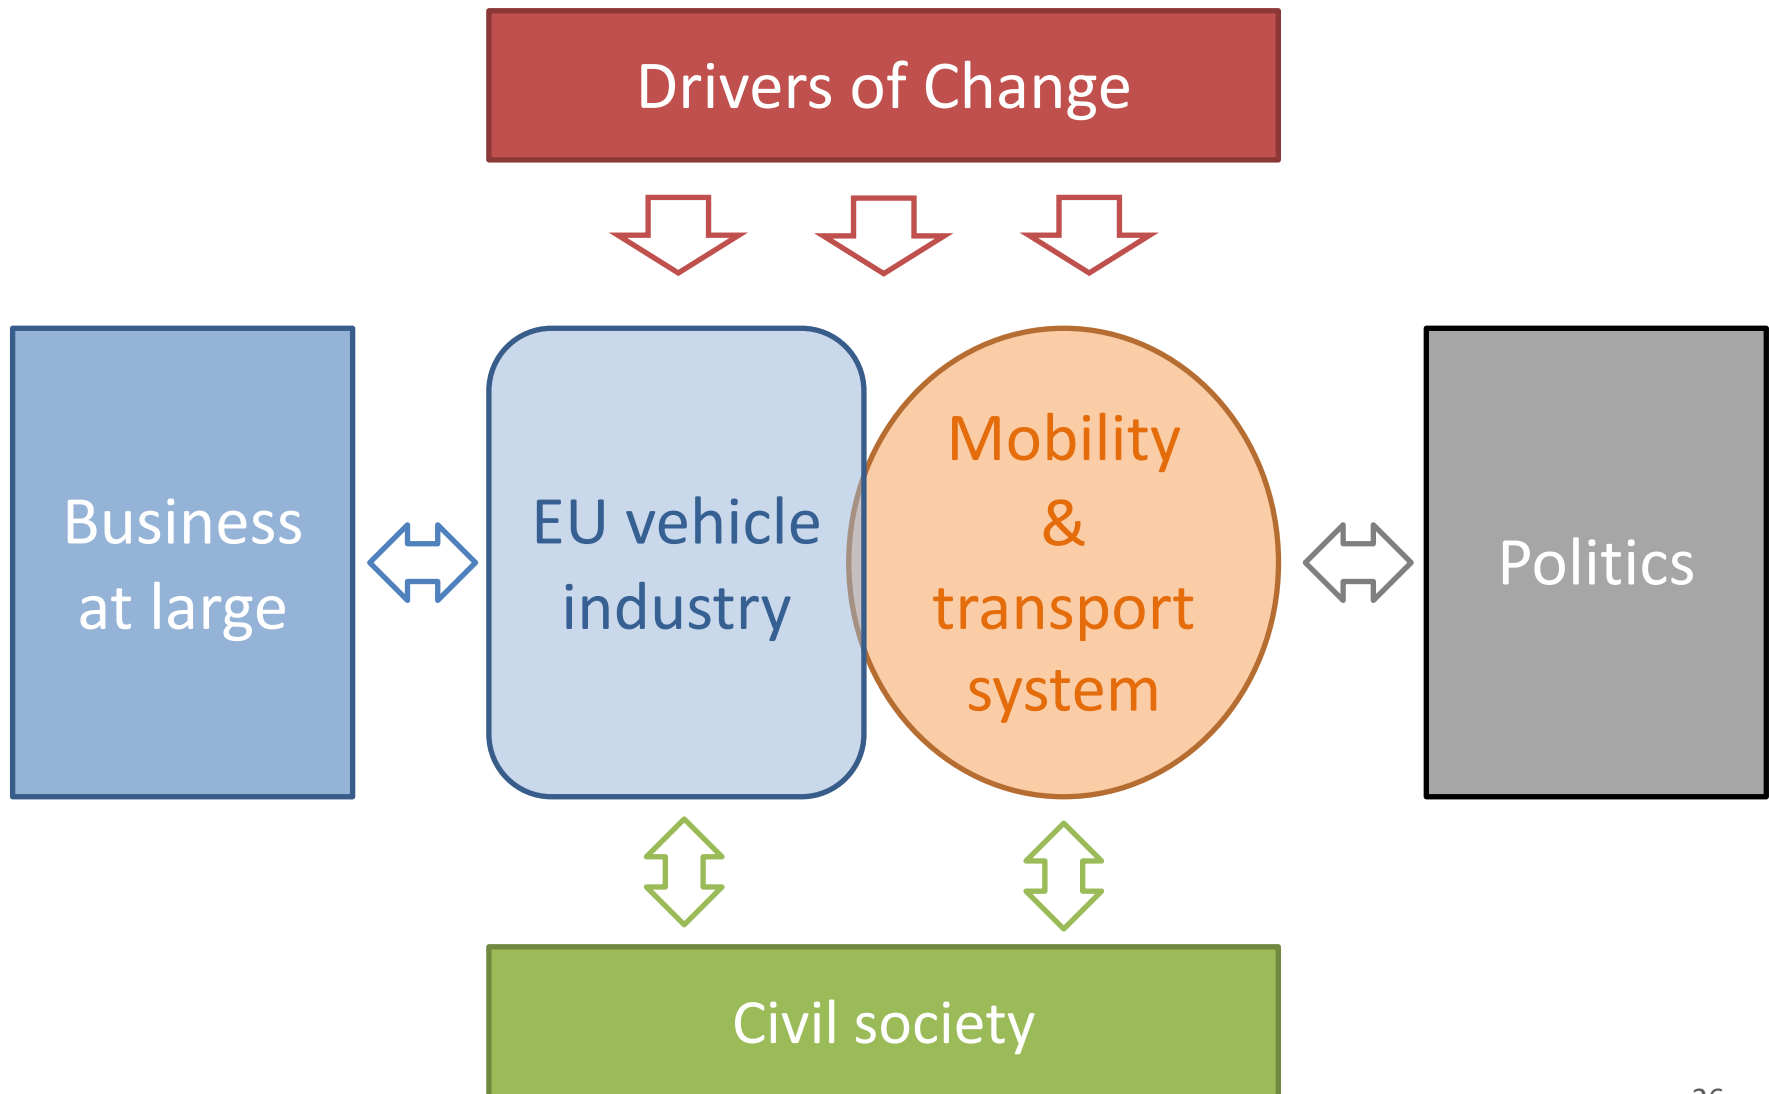 Drivers of Change
Business
at large
EU vehicle
industry
Mobility
&
transport
system
Politics
Civil society